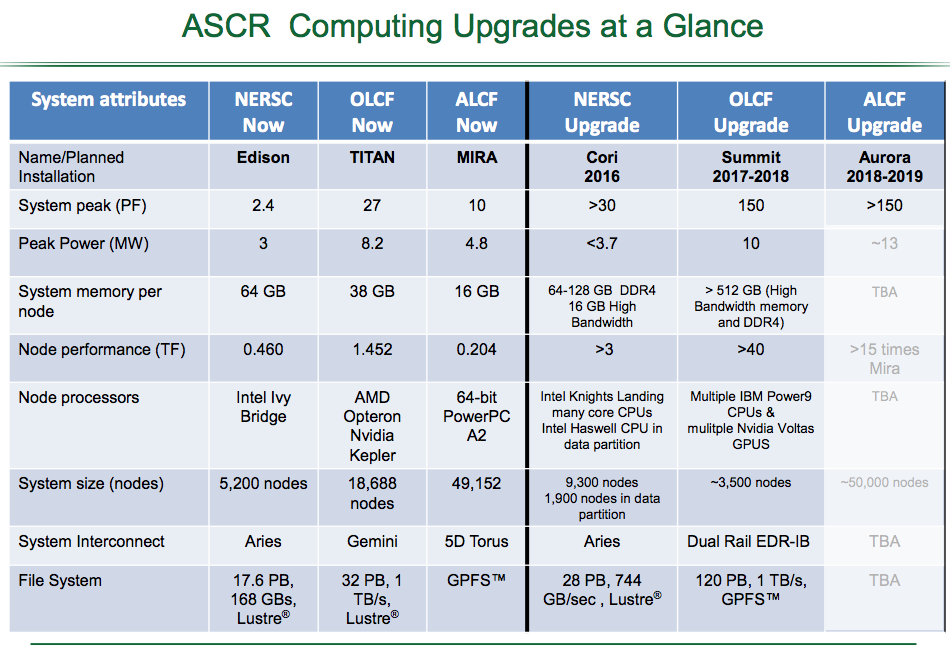 ASCR Computing Upgrades at a Glance
System attributes
NERSC
Now
OLCF
Now
ALCF
Now
NERSC
Upgrade
OLCF
Upgrade
ALCF
Upgrade
Name/Planned
Installation
Edison
TITAN
MIRA
Cori
2016
Summit
2017-2018
Aurora
2018-2019
System peak (PF)
2.4
27
10
>30
150
>150
Peak Power (MW)
3
8.2
4.8
<3.7
10
~13
System memory per
node
64 GB
38 GB
16 GB
64-128 GB DDR4
16 GB High
Bandwidth
> 512 GB (High
Bandwidth memory
and DDR4)
TBA
Node performance (TF)
0.460
1.452
0.204
>3
>40
>15 times
Mira
Node processors
Intel Ivy
Bridge
AMD
Opteron
Nvidia
Kepler
64-bit
PowerPC
A2
Intel Knights Landing
many core CPUs
Intel Haswell CPU in
data partition
Multiple IBM Power9
CPUs &
mulitple Nvidia Voltas
GPUS
TBA
System size (nodes)
5,200 nodes
18,688
nodes
49,152
9,300 nodes
1,900 nodes in data
partition
~3,500 nodes
~50,000 nodes
System Interconnect
Aries
Gemini
5D Torus
Aries
Dual Rail EDR-IB
TBA
File System
17.6 PB,
168 GBs,
Lustre®
32 PB, 1
TB/s,
Lustre®
GPFS™
28 PB, 744
GB/sec , Lustre®
120 PB, 1 TB/s,
GPFS™
TBA